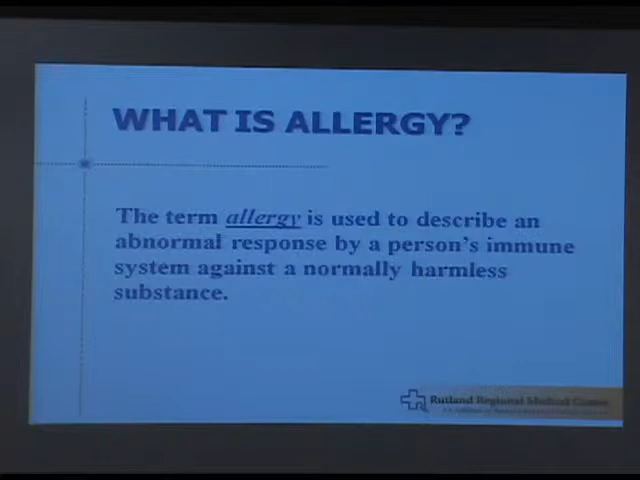 WHAT IS ALLERGY?
The term allergy is used to describe an
abnormal response by a person's immune
system against a normally harmless
substance.
Rutland Regional Medical Center